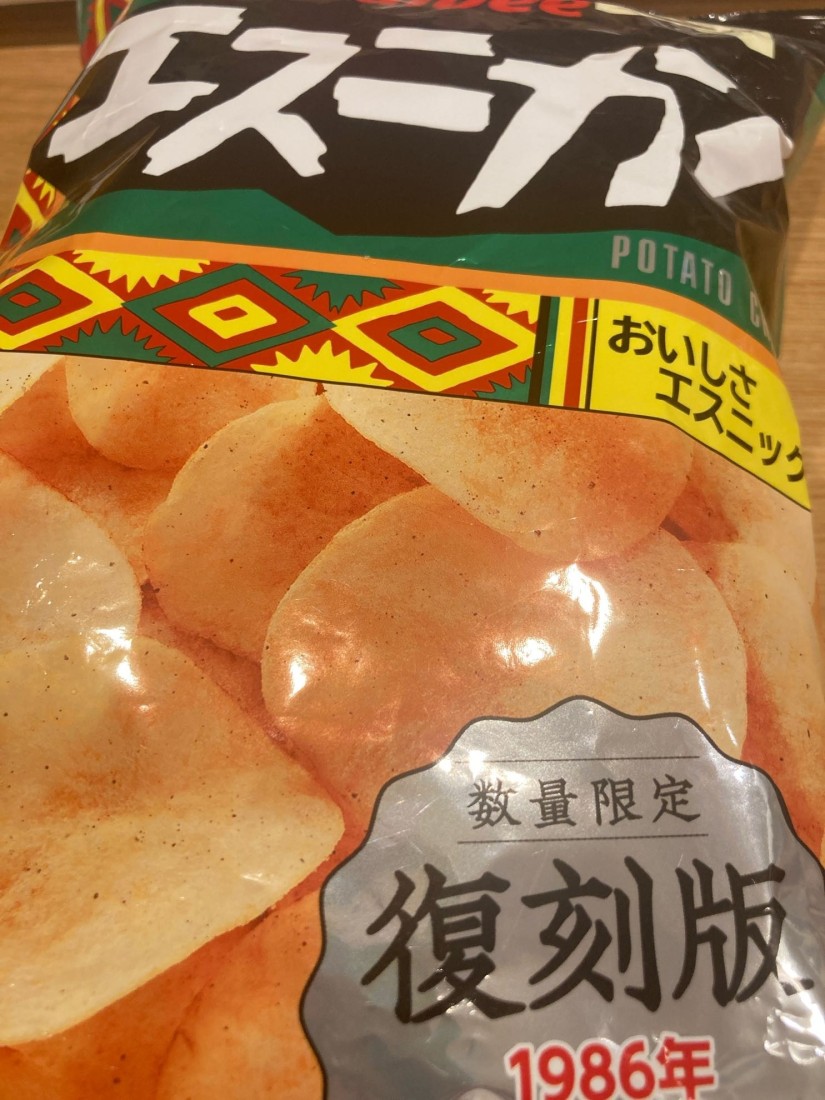 エスニカン
POTATO
おいしさ
エスニック
数量限定
復刻版
1986年